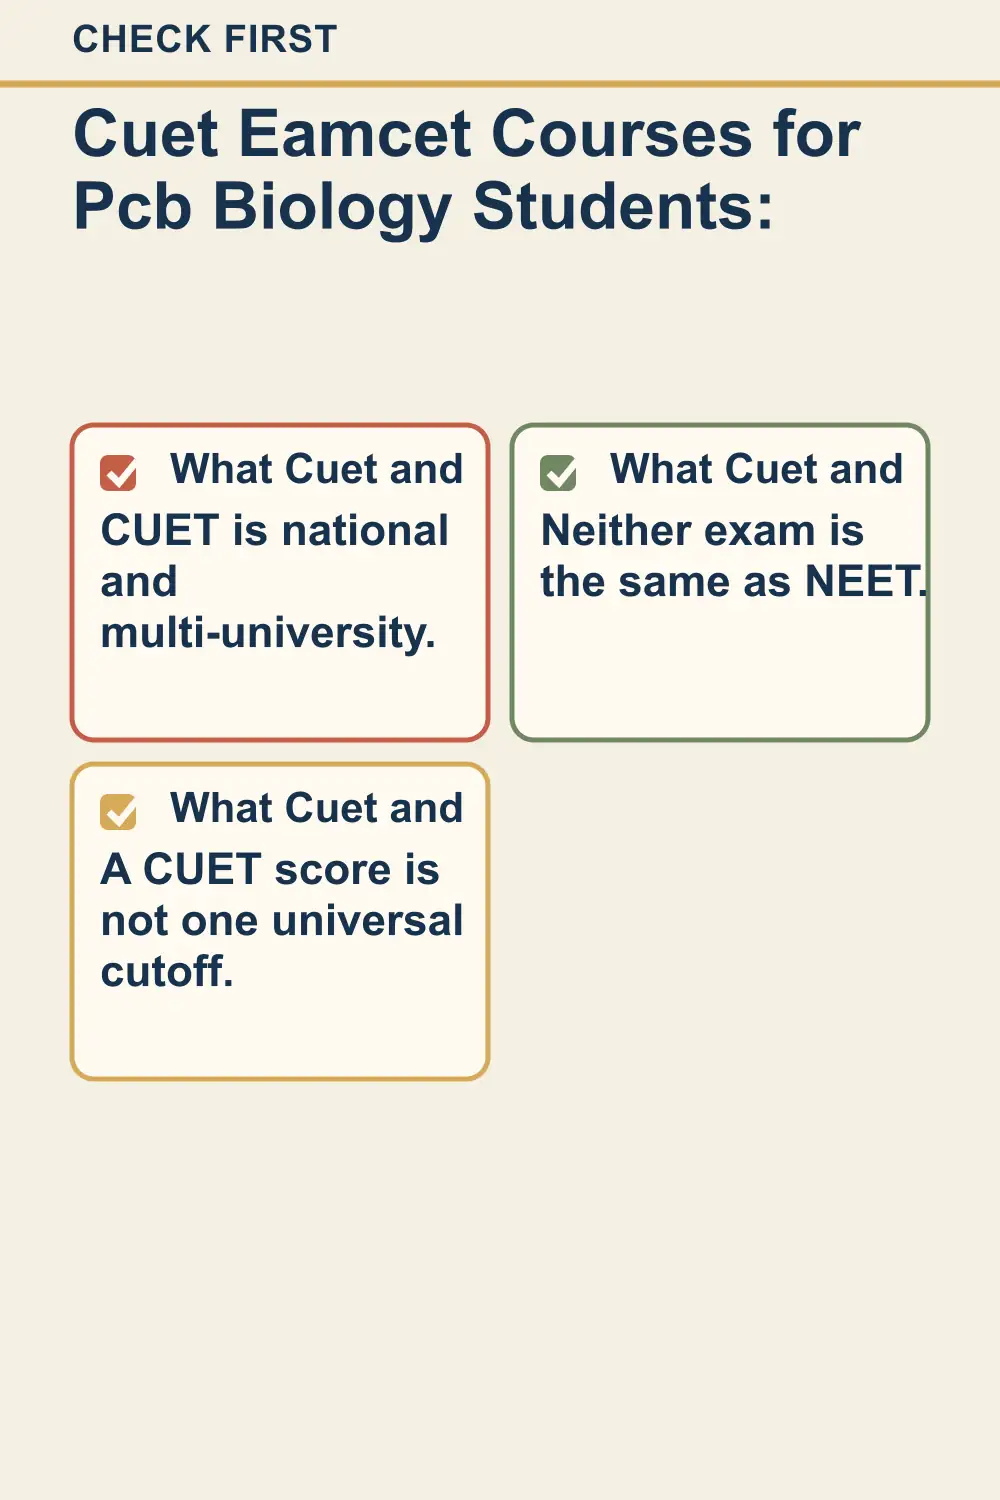 CHECK FIRST
Cuet Eamcet Courses for
Pcb Biology Students:
What Cuet and
CUET is national
and
multi-university.
What Cuet and
Neither exam is
the same as NEET.
What Cuet and
A CUET score is
not one universal
cutoff.